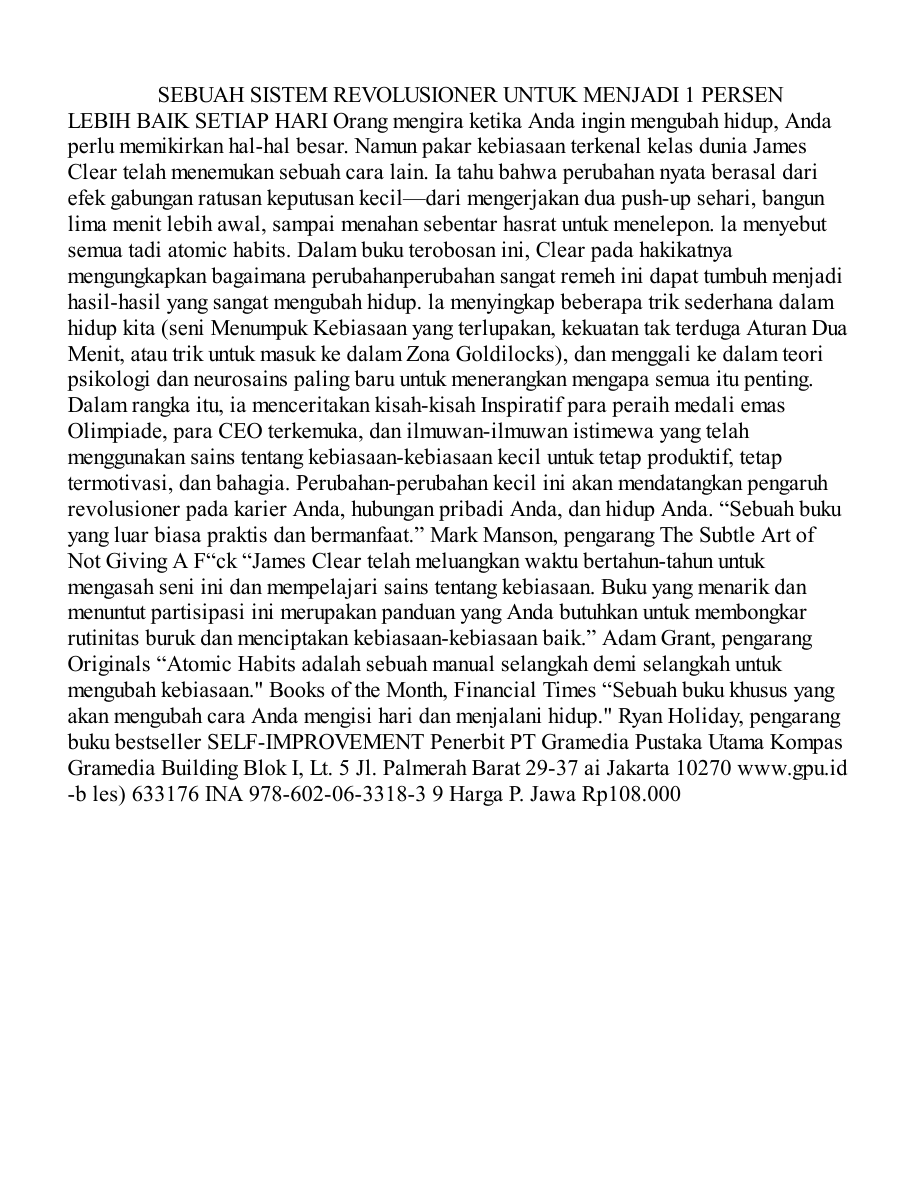 SEBUAH SISTEM REVOLUSIONER UNTUK MENJADI 1 PERSEN
LEBIH BAIK SETIAP HARI Orang mengira ketika Anda ingin mengubah hidup, Anda
perlu memikirkan hal-hal besar. Namun pakar kebiasaan terkenal kelas dunia James
Clear telah menemukan sebuah cara lain. Ia tahu bahwa perubahan nyata berasal dari
efek gabungan ratusan keputusan kecil—dari mengerjakan dua push-up sehari, bangun
lima menit lebih awal, sampai menahan sebentar hasrat untuk menelepon. la menyebut
semua tadi atomic habits. Dalam buku terobosan ini, Clear pada hakikatnya
mengungkapkan bagaimana perubahanperubahan sangat remeh ini dapat tumbuh menjadi
hasil-hasil yang sangat mengubah hidup. la menyingkap beberapa trik sederhana dalam
hidup kita (seni Menumpuk Kebiasaan yang terlupakan, kekuatan tak terduga Aturan Dua
Menit, atau trik untuk masuk ke dalam Zona Goldilocks), dan menggali ke dalam teori
psikologi dan neurosains paling baru untuk menerangkan mengapa semua itu penting.
Dalam rangka itu, ia menceritakan kisah-kisah Inspiratif para peraih medali emas
Olimpiade, para CEO terkemuka, dan ilmuwan-ilmuwan istimewa yang telah
menggunakan sains tentang kebiasaan-kebiasaan kecil untuk tetap produktif, tetap
termotivasi, dan bahagia. Perubahan-perubahan kecil ini akan mendatangkan pengaruh
revolusioner pada karier Anda, hubungan pribadi Anda, dan hidup Anda. “Sebuah buku
yang luar biasa praktis dan bermanfaat.” Mark Manson, pengarang The Subtle Art of
Not Giving A F“ck “James Clear telah meluangkan waktu bertahun-tahun untuk
mengasah seni ini dan mempelajari sains tentang kebiasaan. Buku yang menarik dan
menuntut partisipasi ini merupakan panduan yang Anda butuhkan untuk membongkar
rutinitas buruk dan menciptakan kebiasaan-kebiasaan baik.” Adam Grant, pengarang
Originals “Atomic Habits adalah sebuah manual selangkah demi selangkah untuk
mengubah kebiasaan." Books of the Month, Financial Times “Sebuah buku khusus yang
akan mengubah cara Anda mengisi hari dan menjalani hidup." Ryan Holiday, pengarang
buku bestseller SELF-IMPROVEMENT Penerbit PT Gramedia Pustaka Utama Kompas
Gramedia Building Blok I, Lt. 5 Jl. Palmerah Barat 29-37 ai Jakarta 10270 www.gpu.id
-b les) 633176 INA 978-602-06-3318-3 9 Harga P. Jawa Rp108.000